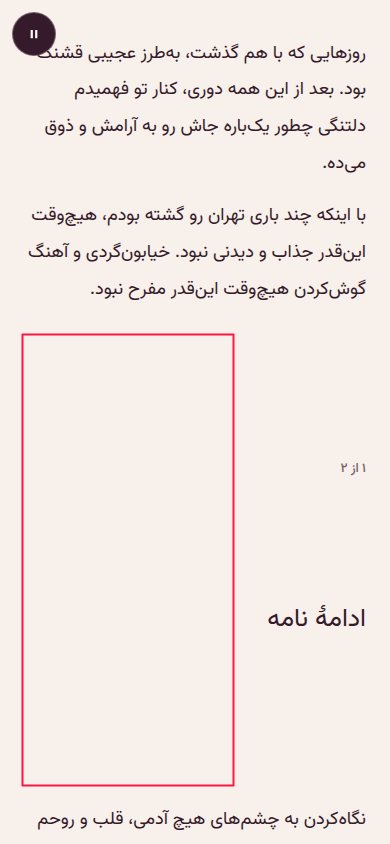 روزهایی که با هم گذشت، به‌طرز عجیبی قشنگ
بود. بعد از این همه دوری، کنار تو فهمیدم
دلتنگی چطور یک‌باره جاش رو به آرامش و ذوق
می‌ده.
با اینکه چند باری تهران رو گشته بودم، هیچ‌وقت
این‌قدر جذاب و دیدنی نبود. خیابون‌گردی و آهنگ
گوش‌کردن هیچ‌وقت این‌قدر مفرح نبود.
۱ از ۲
ادامهٔ نامه
نگاه‌کردن به چشم‌های هیچ آدمی، قلب و روحم